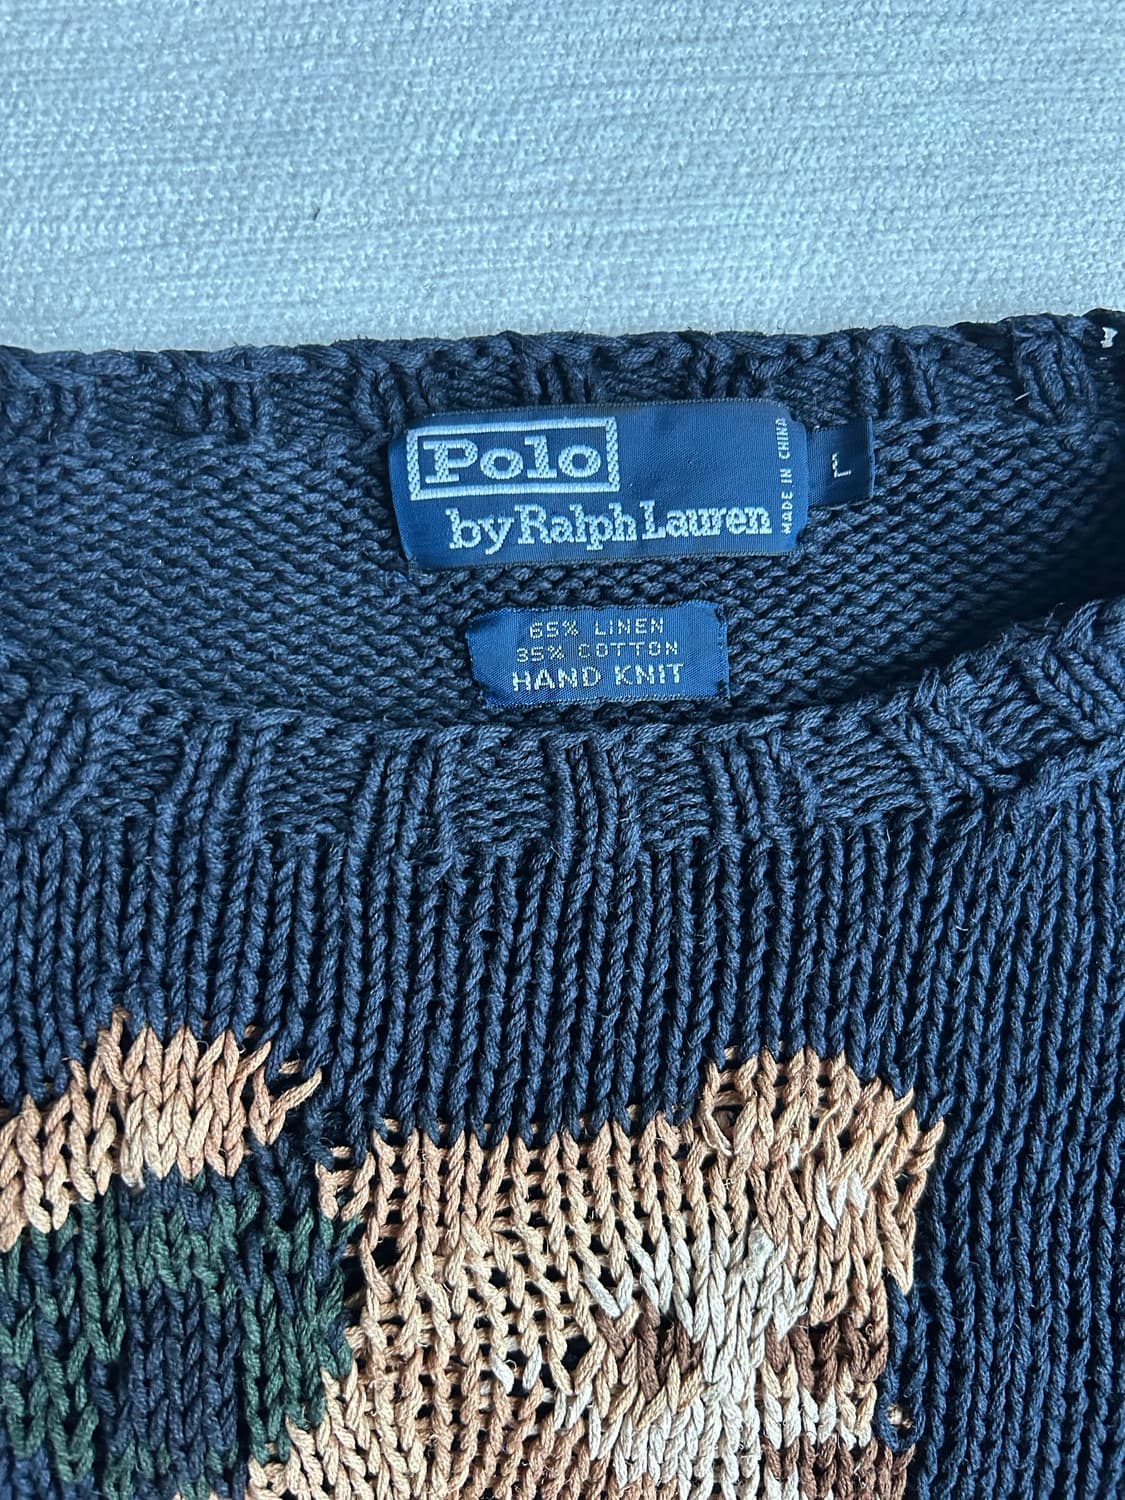 Polo
by Ralph Lauren
MADE IN CHINA
L
65% LINEN
35% COTTON
HAND KNIT